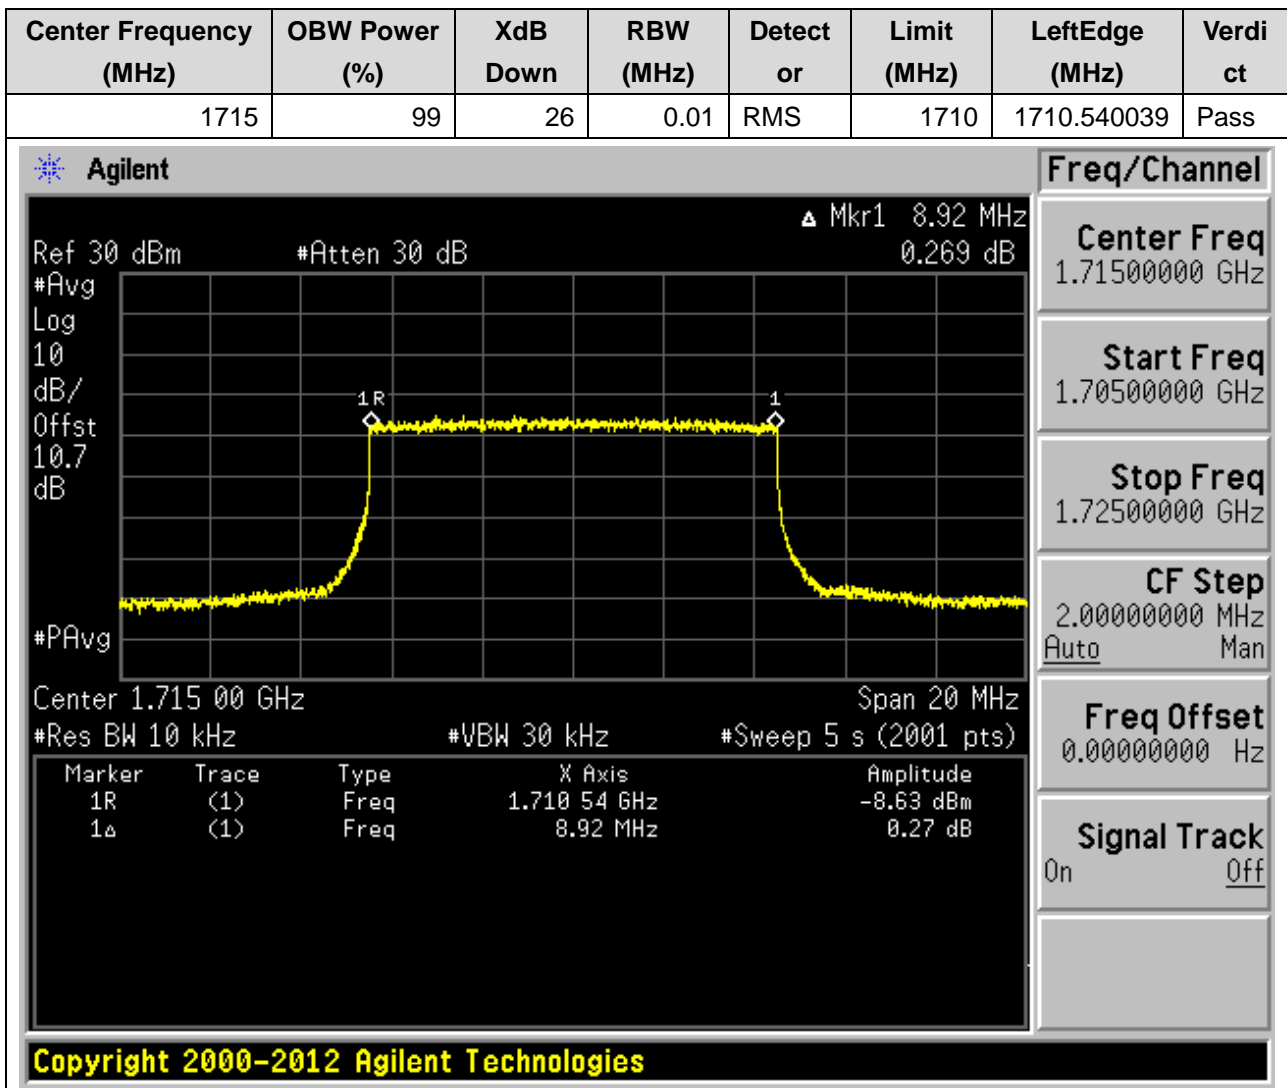 Center Frequency (MHz) OBW Power (%) XdB Down RBW (MHz) Detect or Limit (MHz) LeftEdge (MHz) Verdi ct
1715 99 26 0.01 RMS 1710 1710.540039 Pass
Agilent
Freq/Channel
Δ Mkr1 8.92 MHz
Ref 30 dBm #Atten 30 dB 0.269 dB
#Avg
Log
10
dB/
Offst
10.7
dB
#PAvg
1R
1
Center 1.715 00 GHz Span 20 MHz
#Res BW 10 kHz #VBW 30 kHz #Sweep 5 s (2001 pts)
Marker Trace Type X Axis Amplitude
1R (1) Freq 1.710 54 GHz -8.63 dBm
1Δ (1) Freq 8.92 MHz 0.27 dB
Center Freq
1.71500000 GHz
Start Freq
1.70500000 GHz
Stop Freq
1.72500000 GHz
CF Step
2.00000000 MHz
Auto Man
Freq Offset
0.00000000 Hz
Signal Track
On Off
Copyright 2000-2012 Agilent Technologies